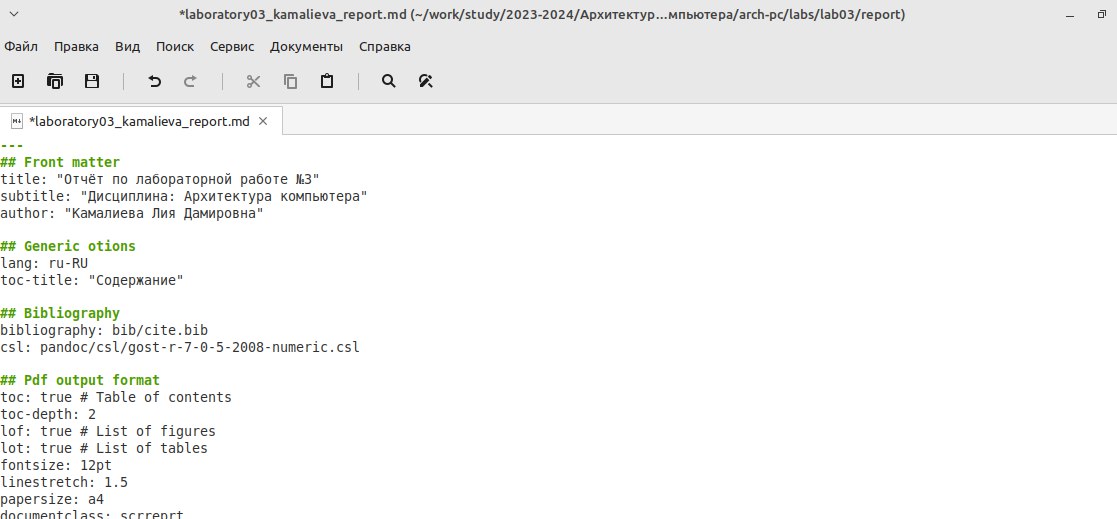 *laboratory03_kamalieva_report.md (~/work/study/2023-2024/Архитектур...мпьютера/arch-pc/labs/lab03/report)
Файл Правка Вид Поиск Сервис Документы Справка
*laboratory03_kamalieva_report.md
---
## Front matter
title: "Отчёт по лабораторной работе №3"
subtitle: "Дисциплина: Архитектура компьютера"
author: "Камалиева Лия Дамировна"
## Generic otions
lang: ru-RU
toc-title: "Содержание"
## Bibliography
bibliography: bib/cite.bib
csl: pandoc/csl/gost-r-7-0-5-2008-numeric.csl
## Pdf output format
toc: true # Table of contents
toc-depth: 2
lof: true # List of figures
lot: true # List of tables
fontsize: 12pt
linestretch: 1.5
papersize: a4
documentclass: scrreprt